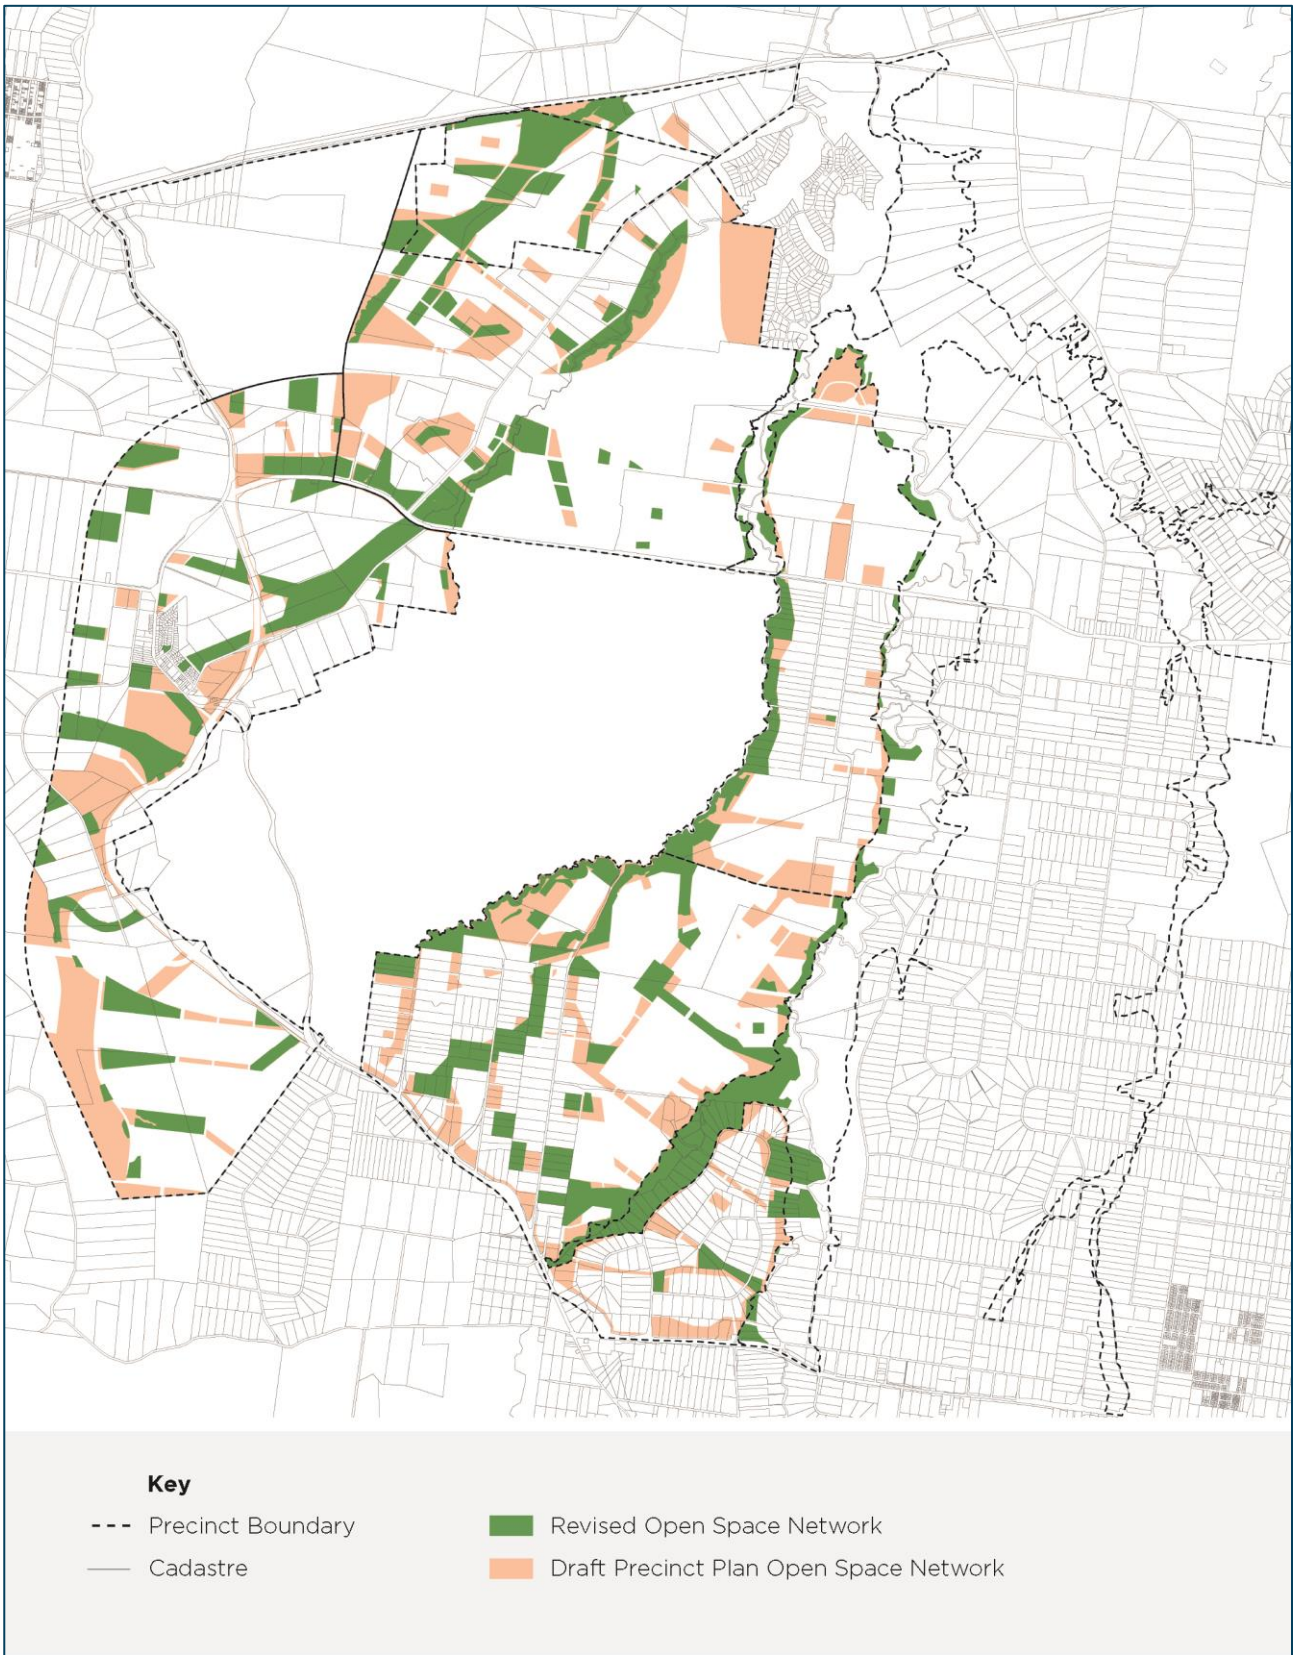 Key
Precinct Boundary
Cadastre
Revised Open Space Network
Draft Precinct Plan Open Space Network